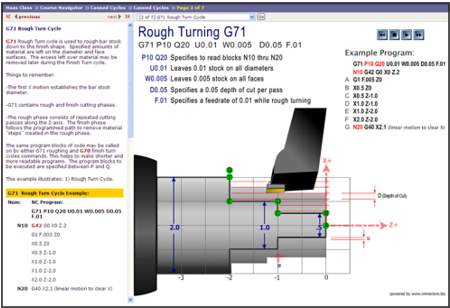 Haas Class :: Course Navigator :: Canned Cycles :: Canned Cycles :: Page 2 of 7
previous
next
[2 of 7] G71 Rough Turn Cycle
G71 Rough Turn Cycle
G71 Rough Turn Cycle is used to rough bar stock
down to the finish shape. Specified amounts of
material are left on the diameter and face
surfaces. The excess left over material may be
removed later during the Finish Turn cycle.
Things to remember:
-The first X motion establishes the bar stock
diameter.
-G71 contains rough and finish cutting phases.
-The rough phase consists of repeated cutting
passes along the Z-axis. The finish phase
follows the programmed path to remove material
"steps" created in the rough phase.
The same program blocks of code may be called
on by either G71 roughing and G70 finish turn
cycles commands. This helps to make shorter and
more readable programs. The program blocks to
be executed are specified between P and Q.
This example illustrates: 1) Rough Turn Cycle.
G71 Rough Turn Cycle Example:
Num: NC Program:
G71 P10 Q20 U0.01 W0.005 D0.05
F.01
N10 G42 G0 X0 Z.2
G1 F.005 Z0
X0.5 Z0
X0.5 Z-1.0
X1.0 Z-1.0
X1.0 Z-2.0
X2.0 Z-2.0
N20 G40 X2.1 (linear motion to clear X)
Rough Turning G71
G71 P10 Q20 U0.01 W0.005 D0.05 F.01
P10 Q20 Specifies to read blocks N10 thru N20
U0.01 Leaves 0.01 stock on all diameters
W0.005 Leaves 0.005 stock on all faces
D0.05 Specifies a 0.05 depth of cut per pass
F.01 Specifies a feedrate of 0.01 while rough turning
Example Program:
G71 P10 Q20 U0.01 W0.005 D0.05 F.01
N10 G42 G0 X0 Z.2
A G1 F.005 Z0
B X0.5 Z0
C X0.5 Z-1.0
D X1.0 Z-1.0
E X1.0 Z-2.0
F X2.0 Z-2.0
G N20 G40 X2.1 (linear motion to clear X)
X+
D (Depth of Cut)
2.0
1.0
.5
Z+
-3
-2
-1
0